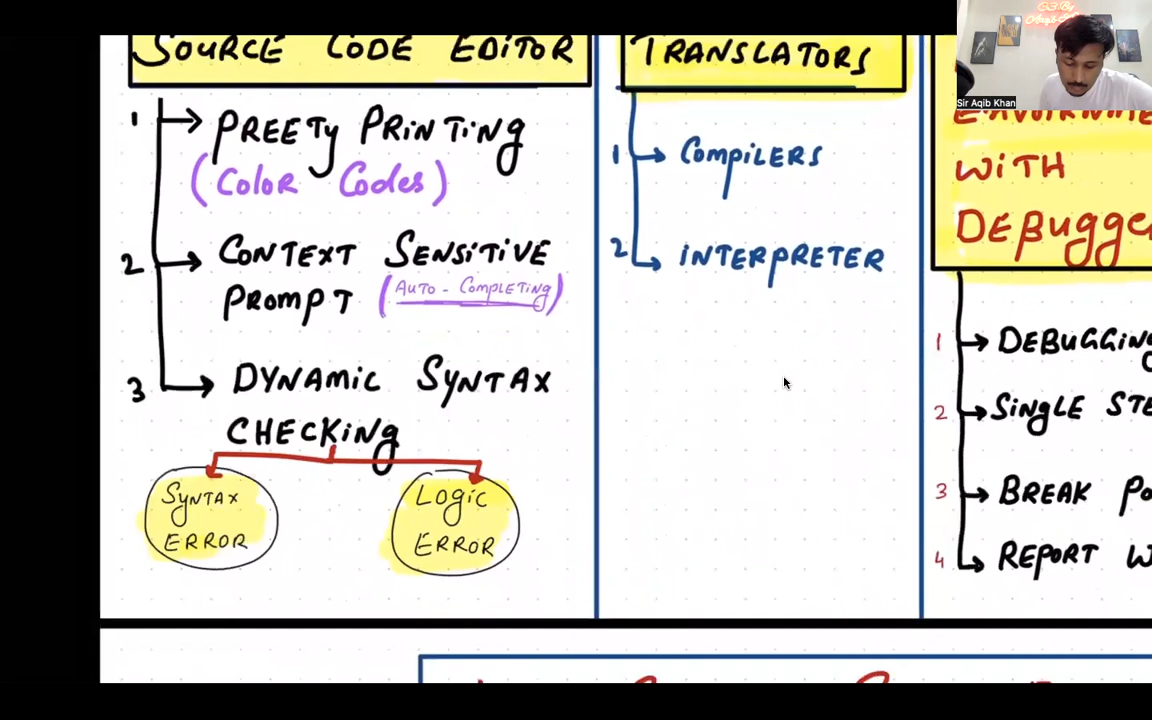 SOURCE CODE EDITOR
1 PREETY PRINTING
(COLOR CODES)
2 CONTEXT SENSITIVE
PROMPT (AUTO-COMPLETING)
3 DYNAMIC SYNTAX
CHECKING
SYNTAX
ERROR
LOGIC
ERROR
TRANSLATORS
1 COMPILERS
2 INTERPRETER
Sir Aqib Khan
WITH
DEBUGGE
1 DEBUGGING
2 SINGLE STE
3 BREAK PO
4 REPORT W